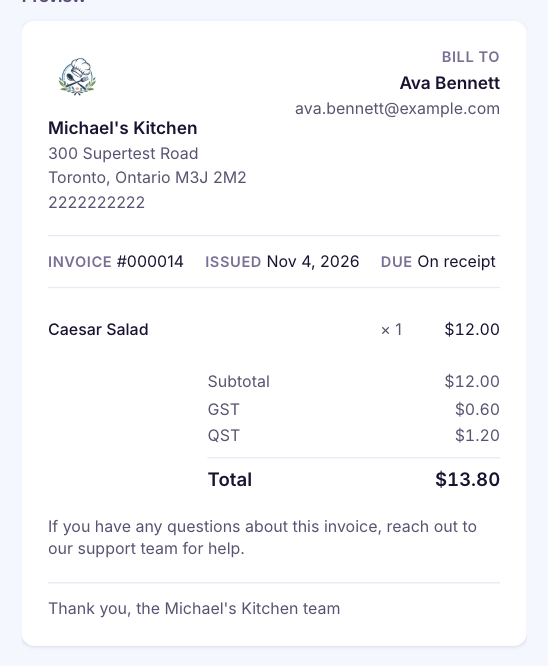 BILL TO
Ava Bennett
ava.bennett@example.com
Michael's Kitchen
300 Supertest Road
Toronto, Ontario M3J 2M2
2222222222
INVOICE #000014 ISSUED Nov 4, 2026 DUE On receipt
Caesar Salad × 1 $12.00
Subtotal $12.00
GST $0.60
QST $1.20
Total $13.80
If you have any questions about this invoice, reach out to
our support team for help.
Thank you, the Michael's Kitchen team